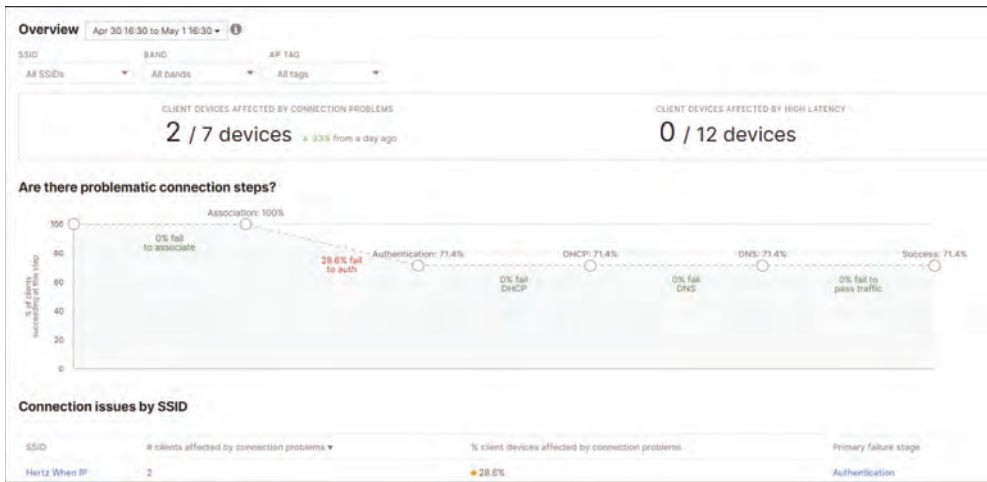 Overview Apr 30 16:30 to May 1 16:30
SSID BAND AP TAG
All SSIDs All bands All tags
CLIENT DEVICES AFFECTED BY CONNECTION PROBLEMS CLIENT DEVICES AFFECTED BY HIGH LATENCY
2 / 7 devices from a day ago 0 / 12 devices
Are there problematic connection steps?
Association: 100%
100
0% fail
to associate
80
28.6% fail
to auth
Authentication: 71.4% DHCP: 71.4% DNS: 71.4% Success: 71.4%
0% fail
DHCP
0% fail
DNS
0% fail to
pass traffic
% of clients
succeeding at this step
60
40
20
0
Connection issues by SSID
SSID # clients affected by connection problems ▼ % client devices affected by connection problems Primary failure stage
Hertz When IP 2 28.6% Authentication